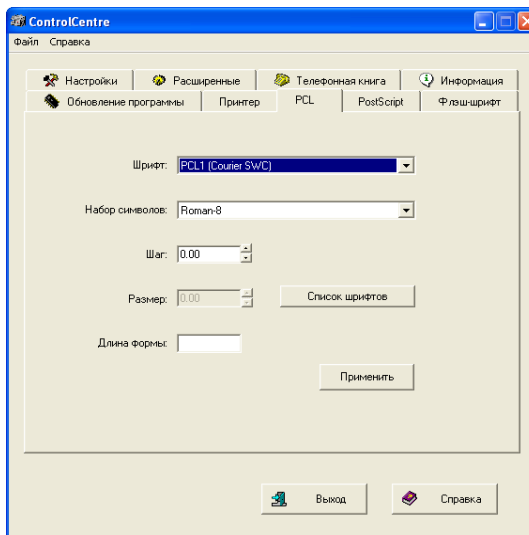 ControlCentre
Файл Справка
Настройки Расширенные Телефонная книга Информация
Обновление программы Принтер PCL PostScript Флэш-шрифт
Шрифт: PCL1 (Courier SWC)
Набор символов: Roman-8
Шаг: 0.00
Размер: 0.00 Список шрифтов
Длина формы:
Применить
Выход Справка